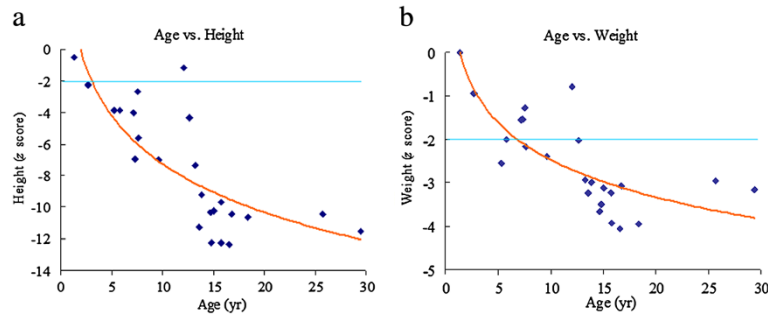 a
Age vs. Height
0
-2
-4
-6
-8
-10
-12
-14
Height (z score)
0 5 10 15 20 25 30
Age (yr)
b
Age vs. Weight
0
-1
-2
-3
-4
-5
Weight (z score)
0 5 10 15 20 25 30
Age (yr)